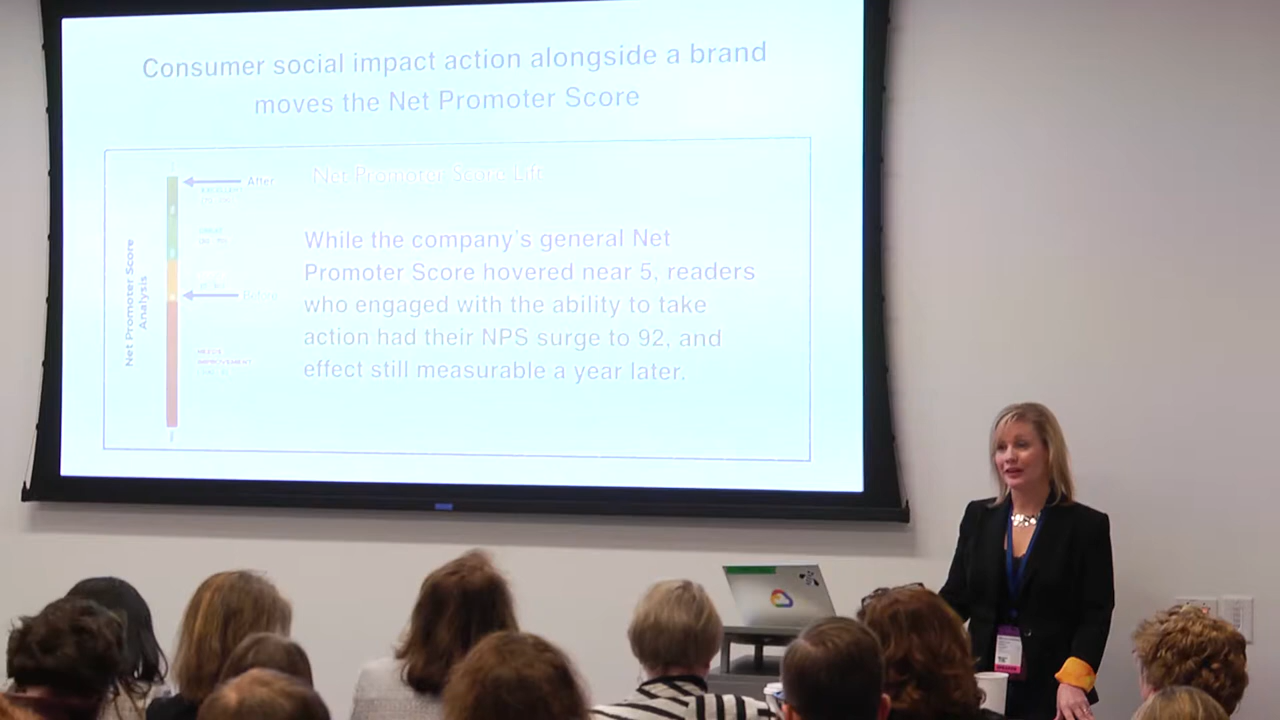 Consumer social impact action alongside a brand
moves the Net Promoter Score
Net Promoter Score Lift
After
Before
Net Promoter Score
Analysis
NEEDS
IMPROVEMENT
While the company's general Net
Promoter Score hovered near 5, readers
who engaged with the ability to take
action had their NPS surge to 92, and
effect still measurable a year later.